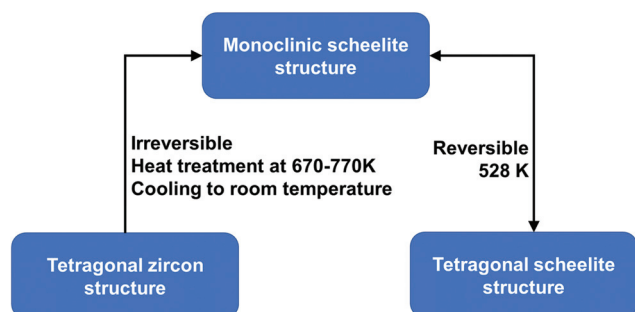 Monoclinic scheelite
structure
Irreversible
Heat treatment at 670-770K
Cooling to room temperature
Reversible
528 K
Tetragonal zircon
structure
Tetragonal scheelite
structure